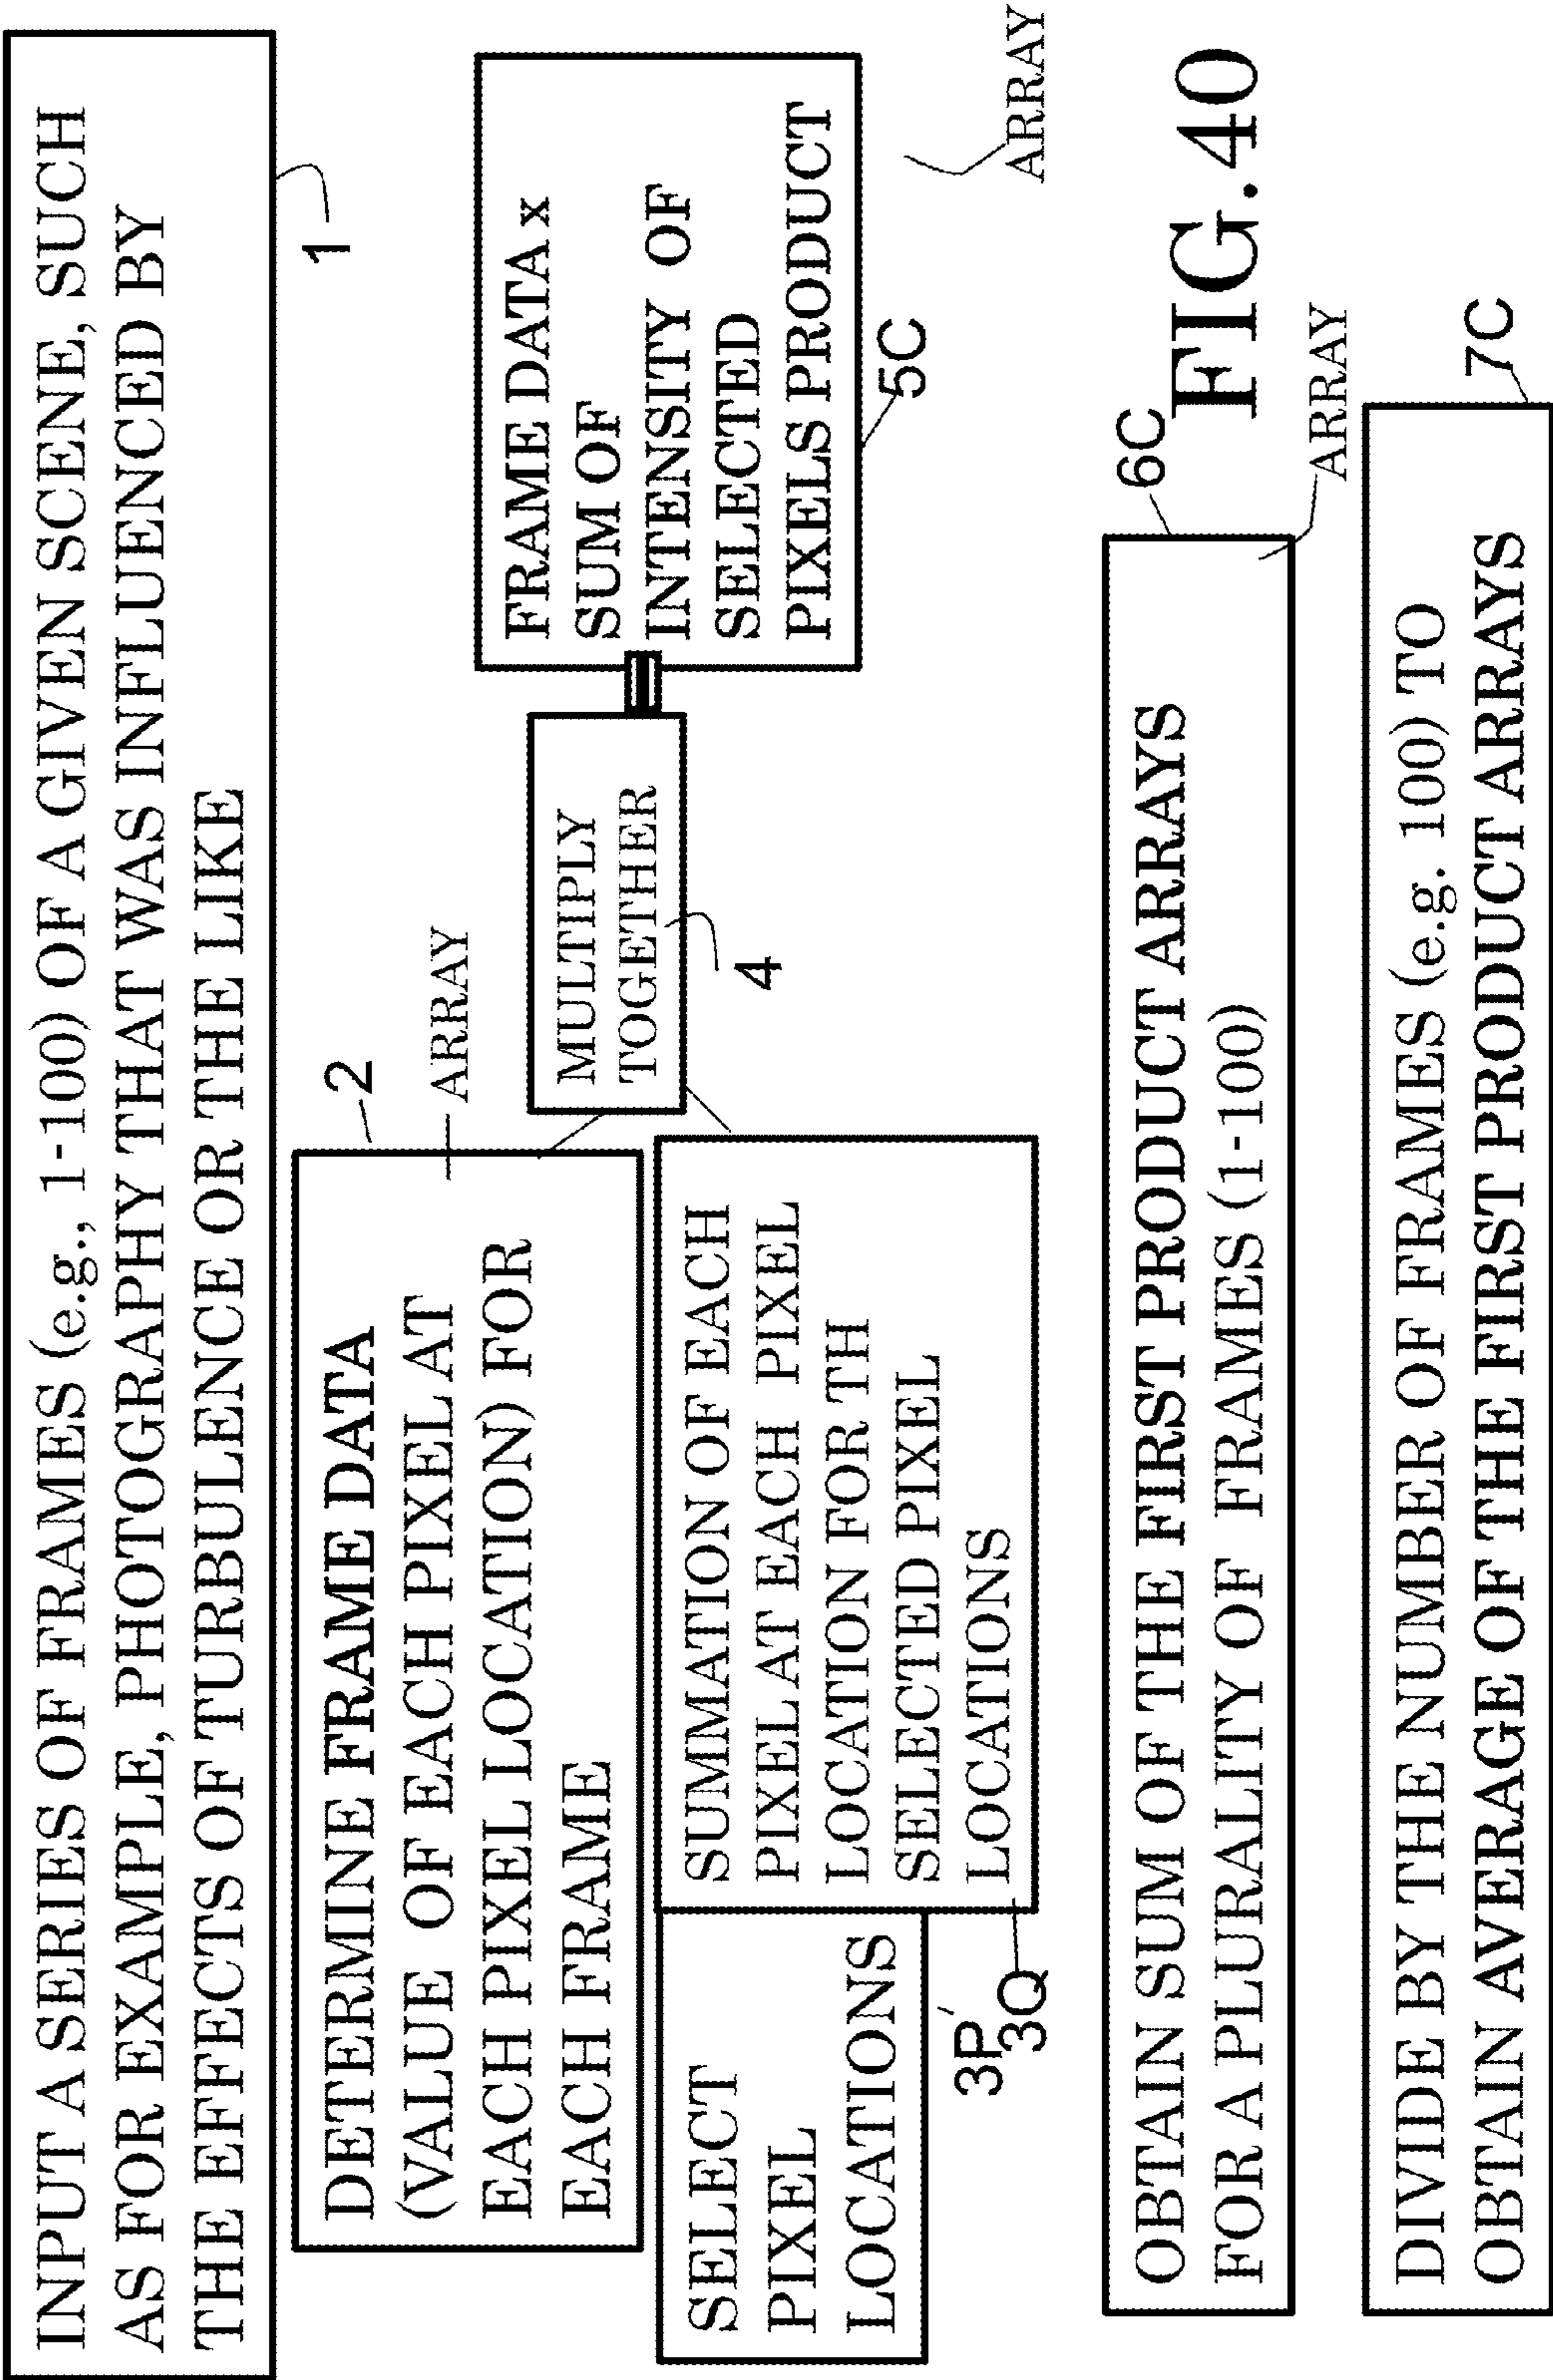 INPUT A SERIES OF FRAMES (e.g., 1-100) OF A GIVEN SCENE, SUCH
AS FOR EXAMPLE, PHOTOGRAPHY THAT WAS INFLUENCED BY
THE EFFECTS OF TURBULENCE OR THE LIKE
1
DETERMINE FRAME DATA
(VALUE OF EACH PIXEL AT
EACH PIXEL LOCATION) FOR
EACH FRAME
2
ARRAY
SELECT
PIXEL
LOCATIONS
3P'
SUMMATION OF EACH
PIXEL AT EACH PIXEL
LOCATION FOR TH
SELECTED PIXEL
LOCATIONS
3Q
MULTIPLY
TOGETHER
4
FRAME DATA x
SUM OF
INTENSITY OF
SELECTED
PIXELS PRODUCT
5C
ARRAY
OBTAIN SUM OF THE FIRST PRODUCT ARRAYS
FOR A PLURALITY OF FRAMES (1-100)
6C
ARRAY
FIG.40
DIVIDE BY THE NUMBER OF FRAMES (e.g. 100) TO
OBTAIN AVERAGE OF THE FIRST PRODUCT ARRAYS
7C